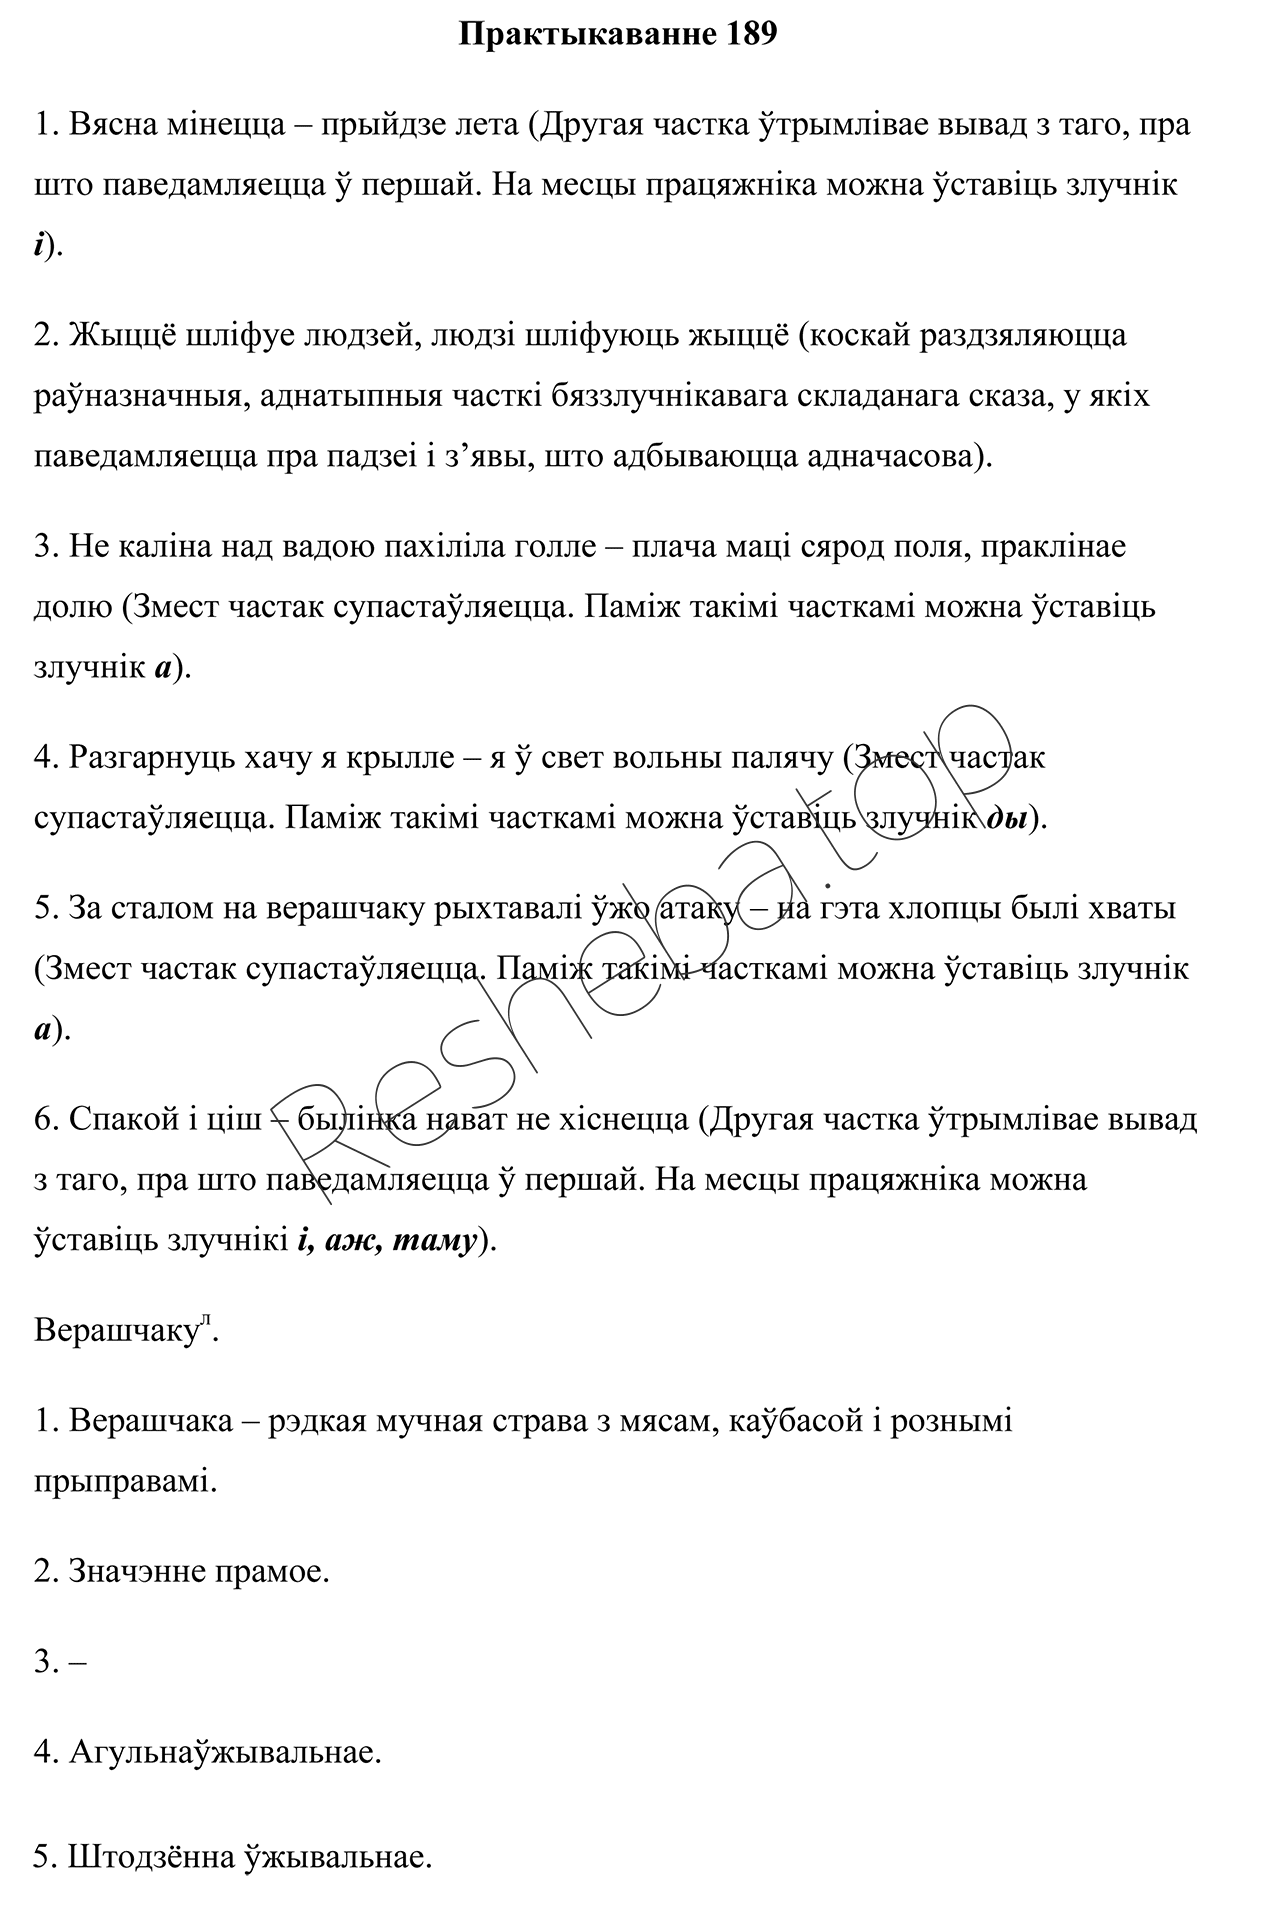 Практыкаванне 189
1. Вясна мінецца – прыйдзе лета (Другая частка ўтрымлівае вывад з таго, пра
што паведамляецца ў першай. На месцы працяжніка можна ўставіць злучнік
і).
2. Жыццё шліфуе людзей, людзі шліфуюць жыццё (коскай раздзяляюцца
раўназначныя, аднатыпныя часткі бяззлучнікавага складанага сказа, у якіх
паведамляецца пра падзеі і з’явы, што адбываюцца адначасова).
3. Не каліна над вадою пахіліла голле – плача маці сярод поля, праклінае
долю (Змест частак супастаўляецца. Паміж такімі часткамі можна ўставіць
злучнік а).
4. Разгарнуць хачу я крылле – я ў свет вольны палячу (Змест частак
супастаўляецца. Паміж такімі часткамі можна ўставіць злучнік ды).
5. За сталом на верашчаку рыхтавалі ўжо атаку – на гэта хлопцы былі хваты
(Змест частак супастаўляецца. Паміж такімі часткамі можна ўставіць злучнік
а).
6. Спакой і ціш – былінка нават не хіснецца (Другая частка ўтрымлівае вывад
з таго, пра што паведамляецца ў першай. На месцы працяжніка можна
ўставіць злучнікі і, аж, таму).
Верашчакуᴫ.
1. Верашчака – рэдкая мучная страва з мясам, каўбасой і рознымі
прыправамі.
2. Значэнне прамое.
3. –
4. Агульнаўжывальнае.
5. Штодзённа ўжывальнае.
Resheba.top